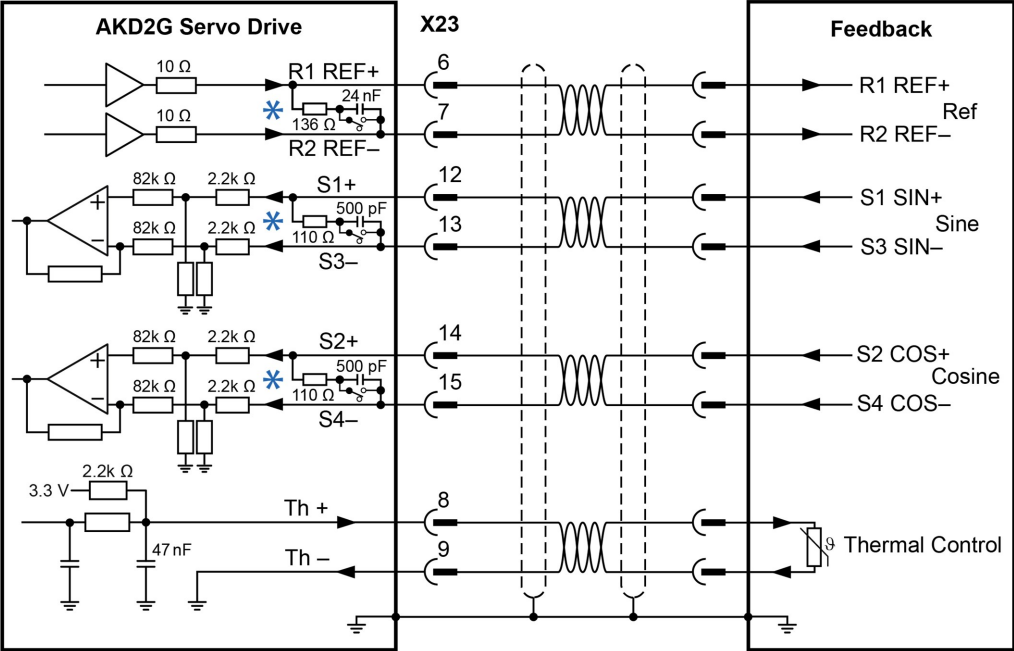 AKD2G Servo Drive
X23
Feedback
10 Ω
R1 REF+
6
R1 REF+
24 nF
*
136 Ω
Ref
10 Ω
R2 REF–
7
R2 REF–
82k Ω
2.2k Ω
S1+
12
S1 SIN+
+
500 pF
*
110 Ω
Sine
82k Ω
2.2k Ω
–
S3–
13
S3 SIN–
82k Ω
2.2k Ω
S2+
14
S2 COS+
+
500 pF
*
110 Ω
Cosine
82k Ω
2.2k Ω
–
S4–
15
S4 COS–
2.2k Ω
3.3 V
Th +
8
47 nF
Th –
9
ϑ Thermal Control